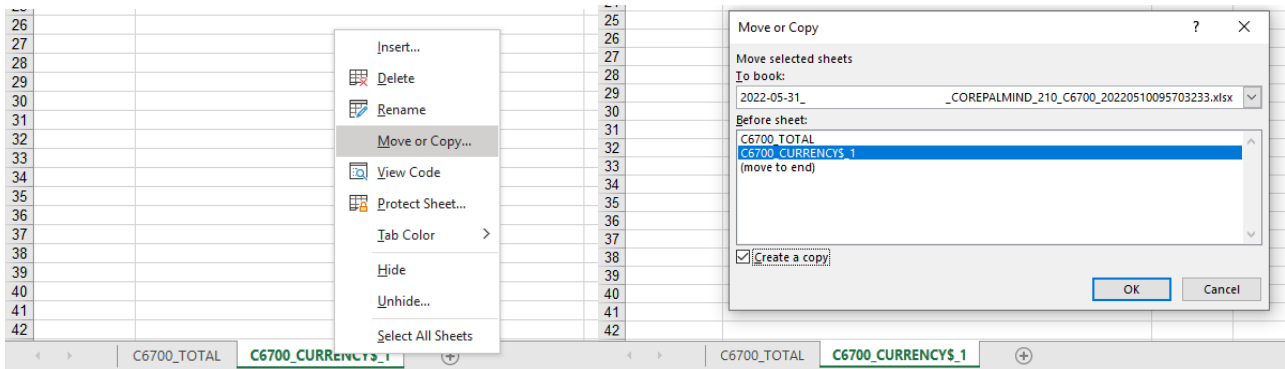 25
26
27
28
29
30
31
32
33
34
35
36
37
38
39
40
41
42
Insert...
Delete
Rename
Move or Copy...
View Code
Protect Sheet...
Tab Color
Hide
Unhide...
Select All Sheets
C6700_TOTAL C6700_CURRENCY$_1
25
26
27
28
29
30
31
32
33
34
35
36
37
38
39
40
41
42
Move or Copy ? ×
Move selected sheets
To book:
2022-05-31_ _COREPALMIND_210_C6700_20220510095703233.xlsx
Before sheet:
C6700_TOTAL
C6700_CURRENCY$_1
(move to end)
Create a copy
OK Cancel
C6700_TOTAL C6700_CURRENCY$_1